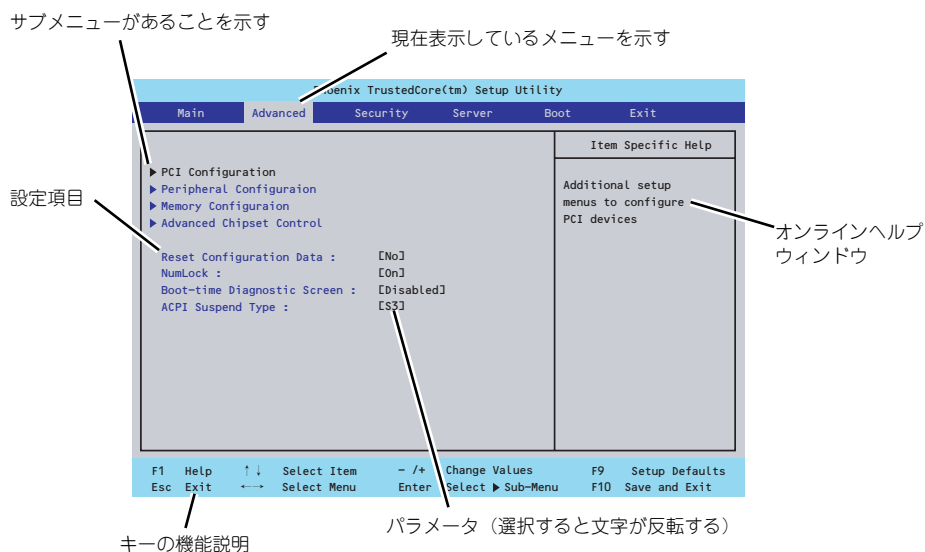 サブメニューがあることを示す
現在表示しているメニューを示す
Phoenix TrustedCore(tm) Setup Utility
Main Advanced Security Server Boot Exit
Item Specific Help
▶ PCI Configuration
▶ Peripheral Configuraion
▶ Memory Configuraion
▶ Advanced Chipset Control
Additional setup
menus to configure
PCI devices
設定項目
オンラインヘルプ
ウィンドウ
Reset Configuration Data : [No]
NumLock : [On]
Boot-time Diagnostic Screen : [Disabled]
ACPI Suspend Type : [S3]
F1 Help ↑↓ Select Item - /+ Change Values F9 Setup Defaults
Esc Exit ←→ Select Menu Enter Select ▶ Sub-Menu F10 Save and Exit
パラメータ（選択すると文字が反転する）
キーの機能説明